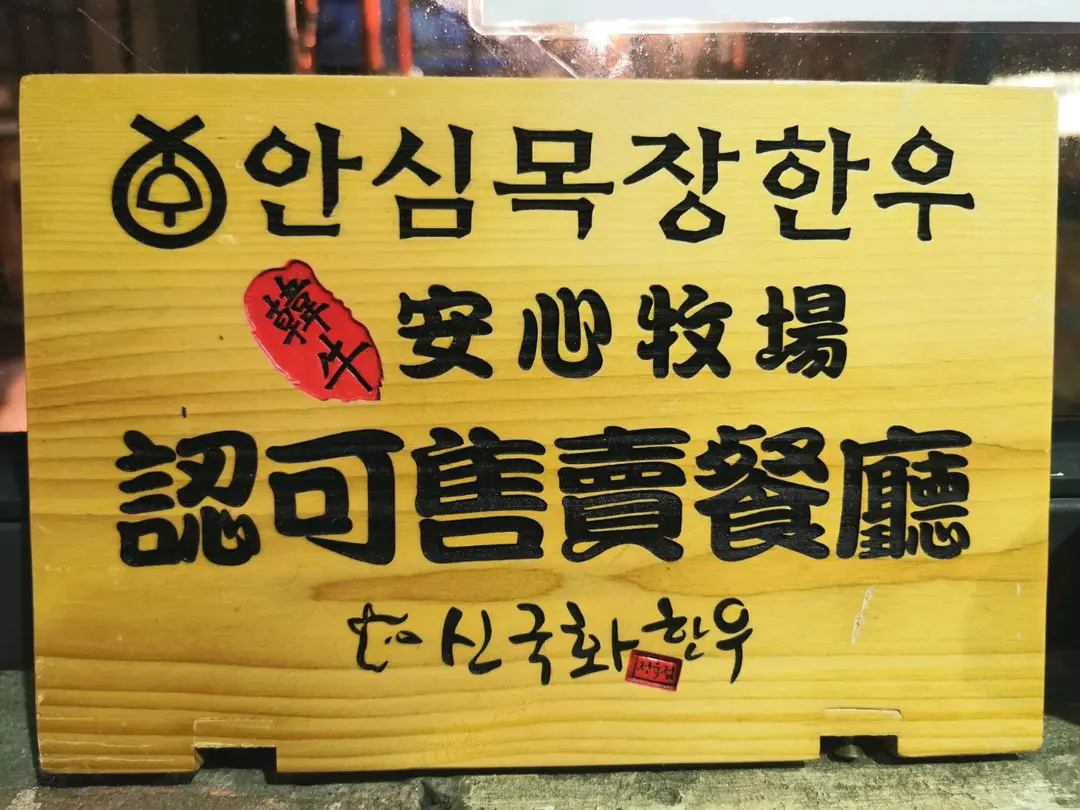 안심목장한우
韓牛 安心牧場
認可售賣餐廳
신국화한우